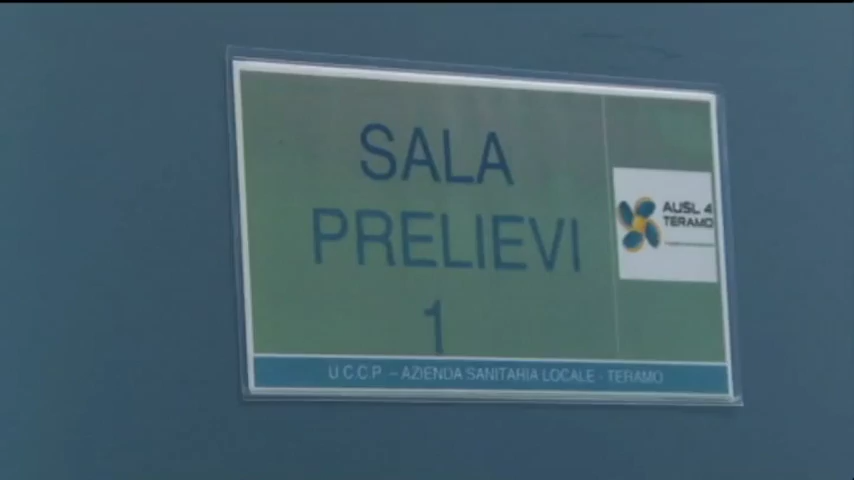 SALA
PRELIEVI
1
AUSL 4
TERAMO
U.C.C.P. – AZIENDA SANITARIA LOCALE - TERAMO